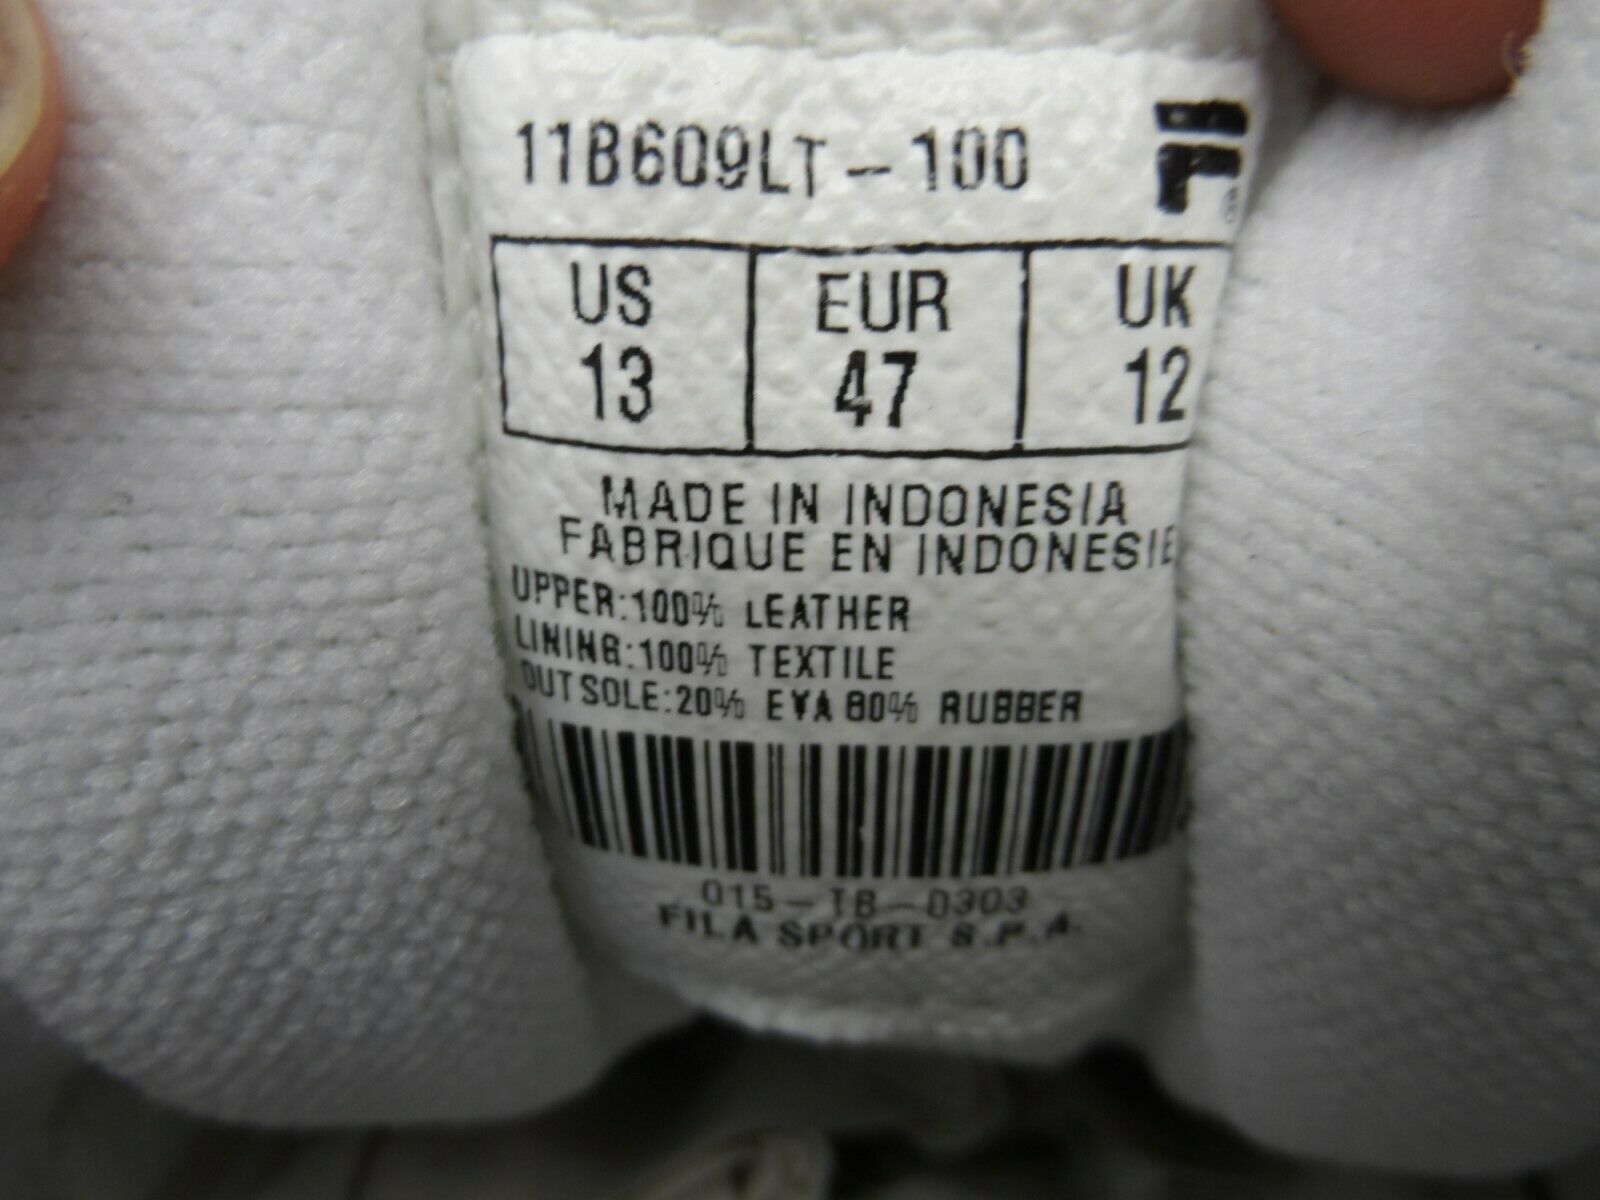 11B609LT-100
US EUR UK
13 47 12
MADE IN INDONESIA
FABRIQUE EN INDONESIE
UPPER:100% LEATHER
LINING:100% TEXTILE
OUTSOLE:20% EVA 80% RUBBER
015-TB-0303
FILA SPORT S.P.A.